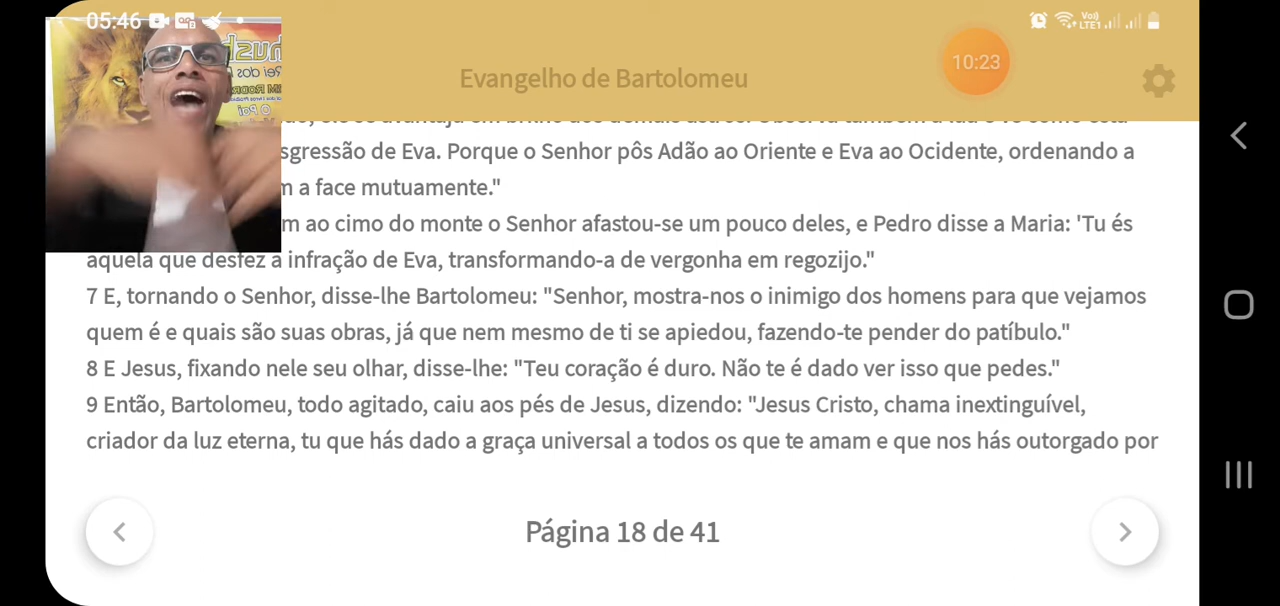 05:46
Vo))
LTE1
10:23
Evangelho de Bartolomeu
sgressão de Eva. Porque o Senhor pôs Adão ao Oriente e Eva ao Ocidente, ordenando a
m a face mutuamente."
m ao cimo do monte o Senhor afastou-se um pouco deles, e Pedro disse a Maria: 'Tu és
aquela que desfez a infração de Eva, transformando-a de vergonha em regozijo."
7 E, tornando o Senhor, disse-lhe Bartolomeu: "Senhor, mostra-nos o inimigo dos homens para que vejamos
quem é e quais são suas obras, já que nem mesmo de ti se apiedou, fazendo-te pender do patíbulo."
8 E Jesus, fixando nele seu olhar, disse-lhe: "Teu coração é duro. Não te é dado ver isso que pedes."
9 Então, Bartolomeu, todo agitado, caiu aos pés de Jesus, dizendo: "Jesus Cristo, chama inextinguível,
criador da luz eterna, tu que hás dado a graça universal a todos os que te amam e que nos hás outorgado por
Página 18 de 41